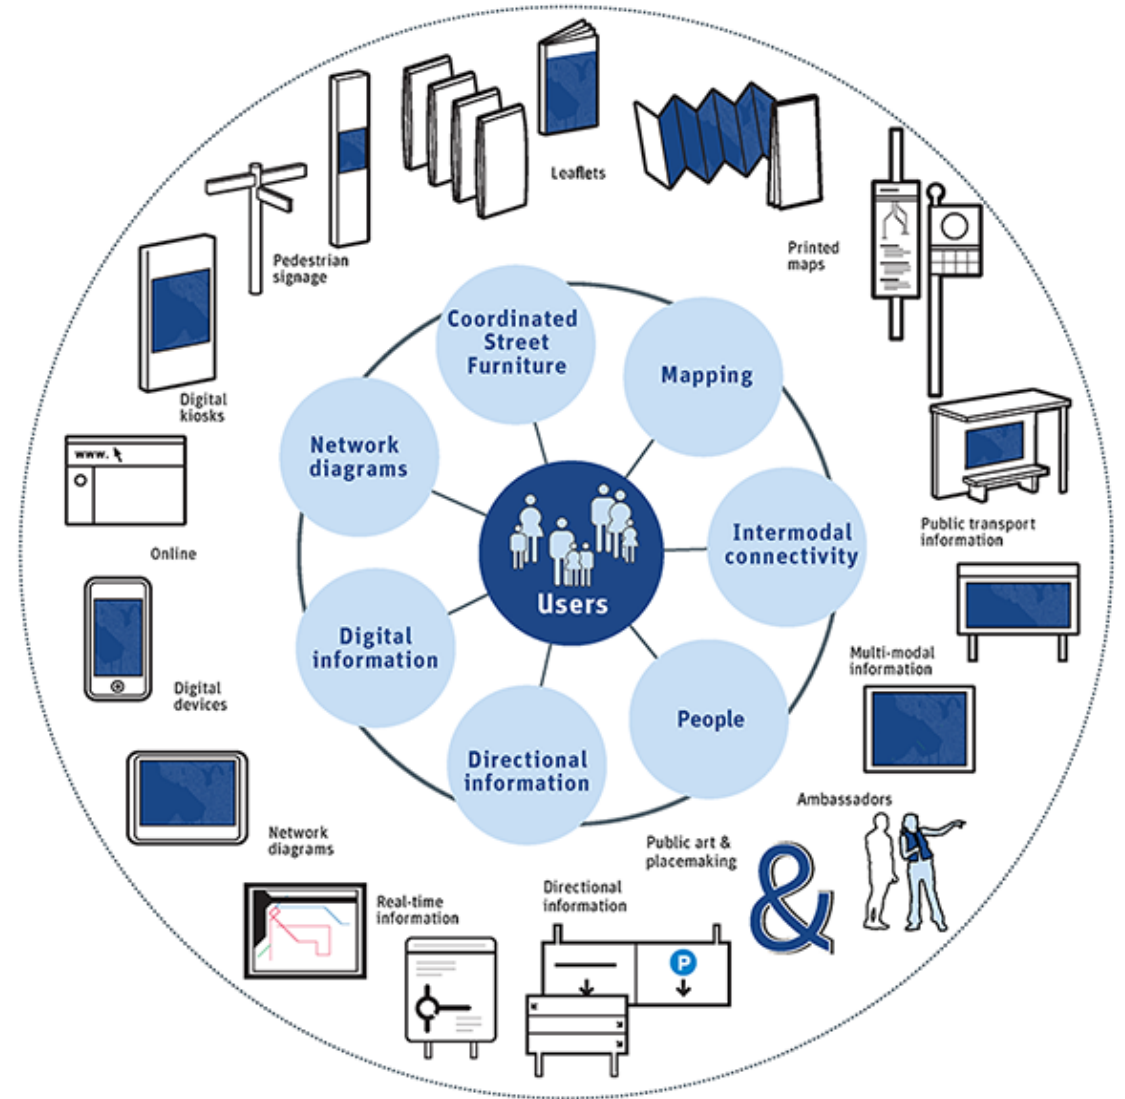 Leaflets
Printed
maps
Pedestrian
signage
Digital
kiosks
www.
Online
Digital
devices
Network
diagrams
Real-time
information
Directional
information
P
Public art &
placemaking
&
Ambassadors
Multi-modal
information
Public transport
information
Coordinated
Street
Furniture
Mapping
Intermodal
connectivity
People
Directional
information
Digital
information
Network
diagrams
Users